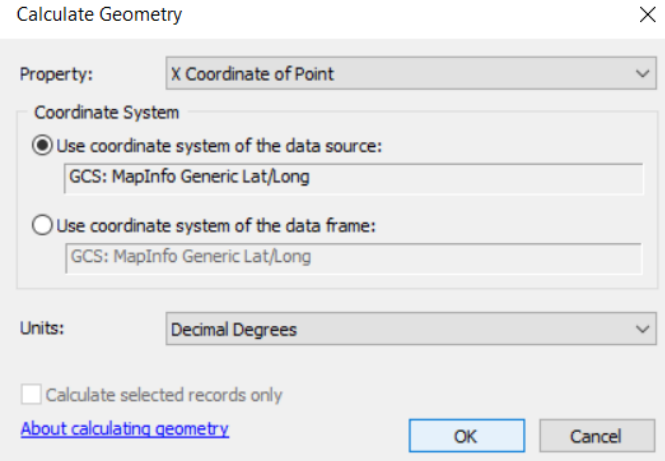 Calculate Geometry
Property: X Coordinate of Point
Coordinate System
Use coordinate system of the data source:
GCS: MapInfo Generic Lat/Long
Use coordinate system of the data frame:
GCS: MapInfo Generic Lat/Long
Units: Decimal Degrees
Calculate selected records only
About calculating geometry OK Cancel